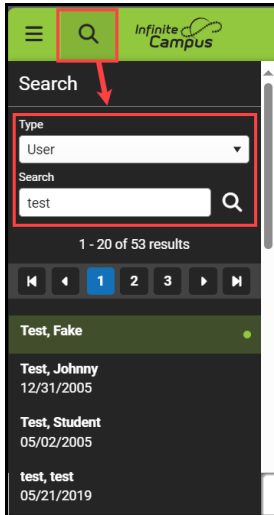 Infinite
Campus
Search
Type
User
Search
test
1 - 20 of 53 results
1 2 3
Test, Fake
Test, Johnny
12/31/2005
Test, Student
05/02/2005
test, test
05/21/2019